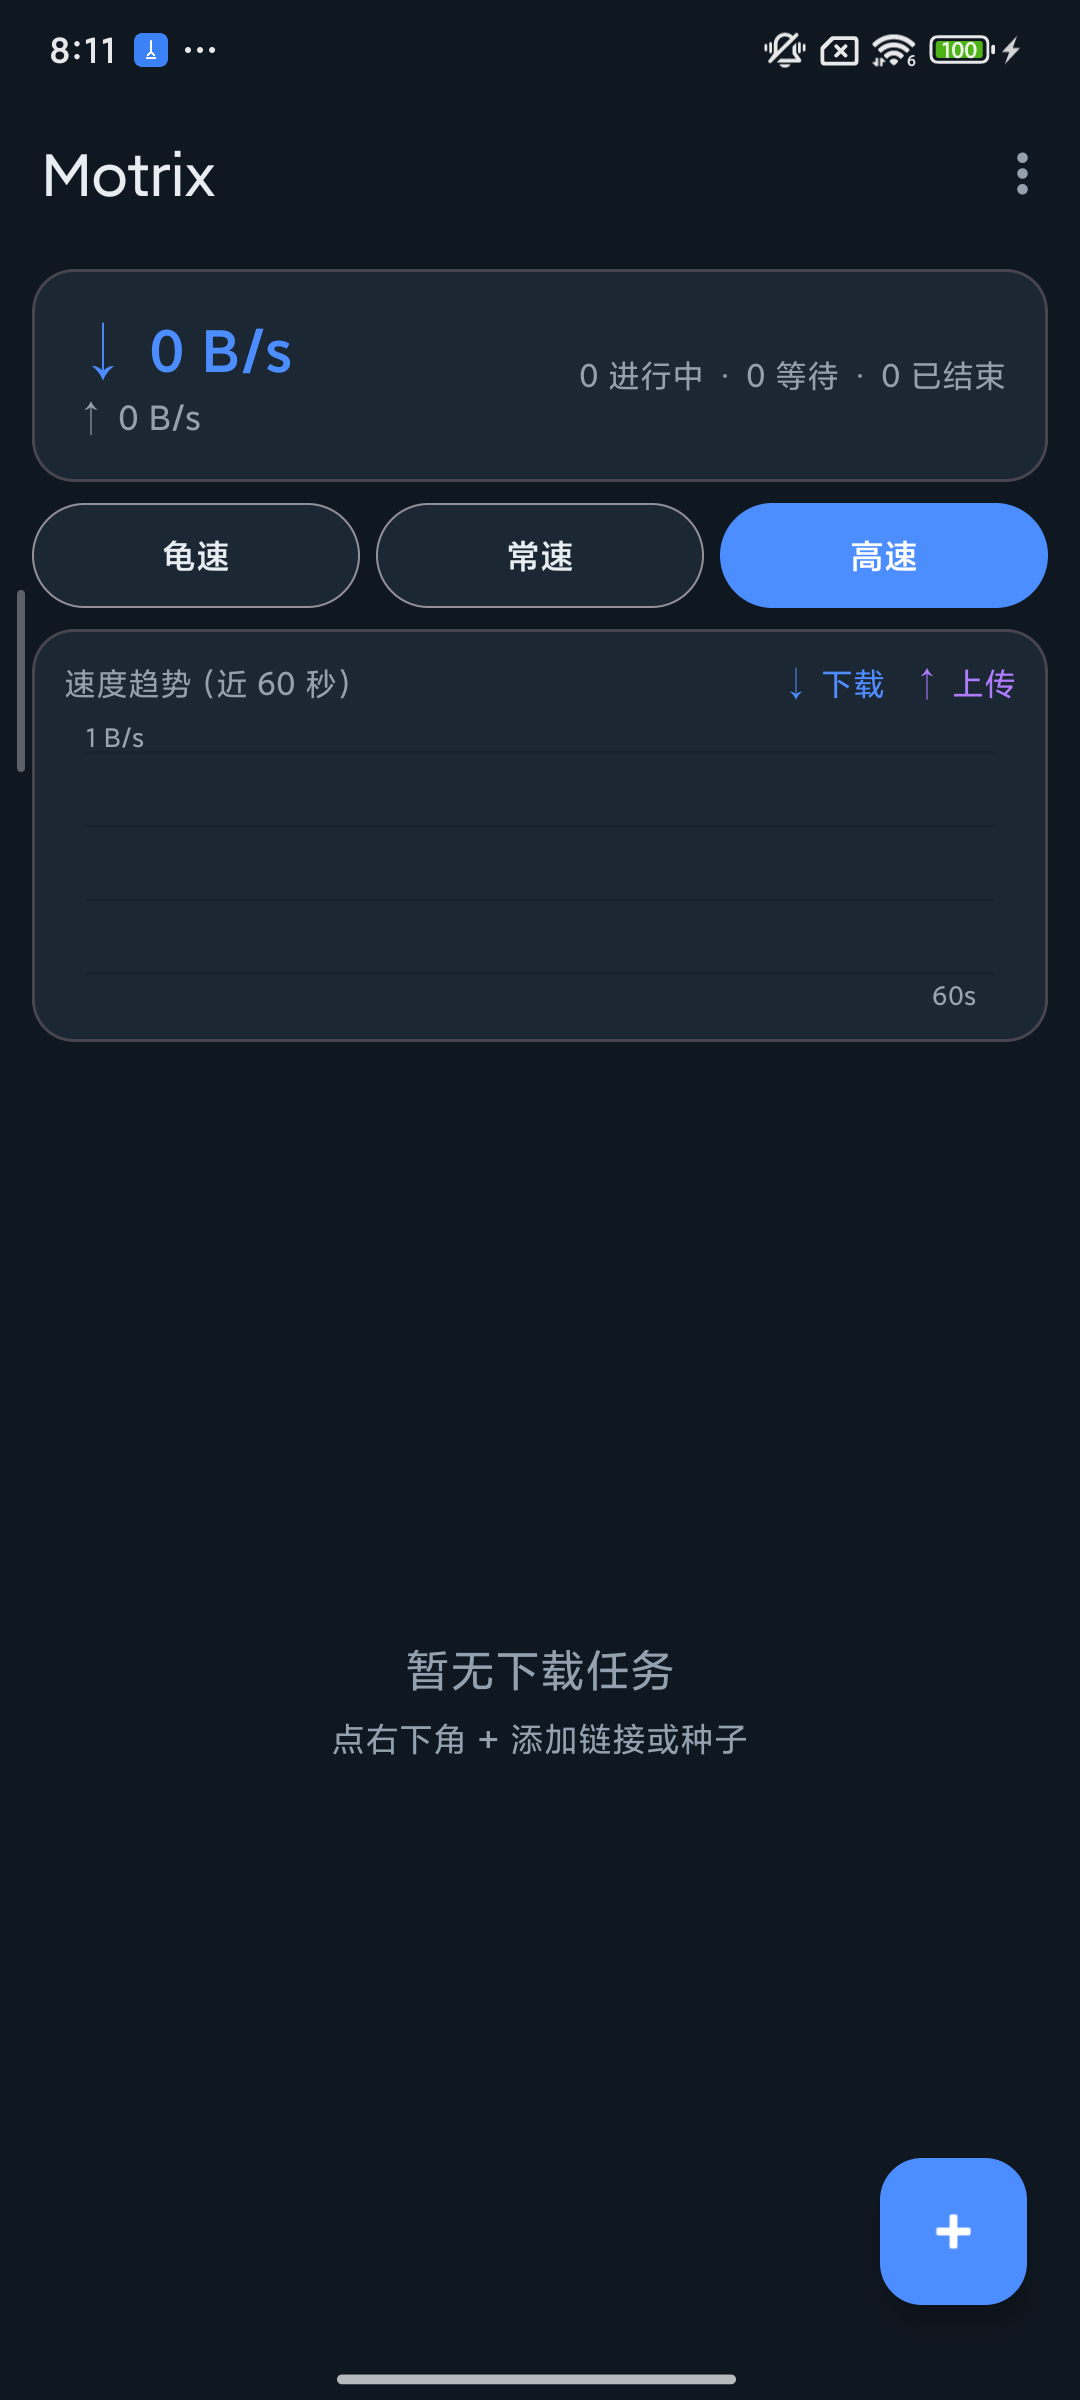 8:11
6
100
Motrix
↓ 0 B/s
↑ 0 B/s
0 进行中 · 0 等待 · 0 已结束
龟速 常速 高速
速度趋势 (近 60 秒) ↓ 下载 ↑ 上传
1 B/s
60s
暂无下载任务
点右下角 + 添加链接或种子